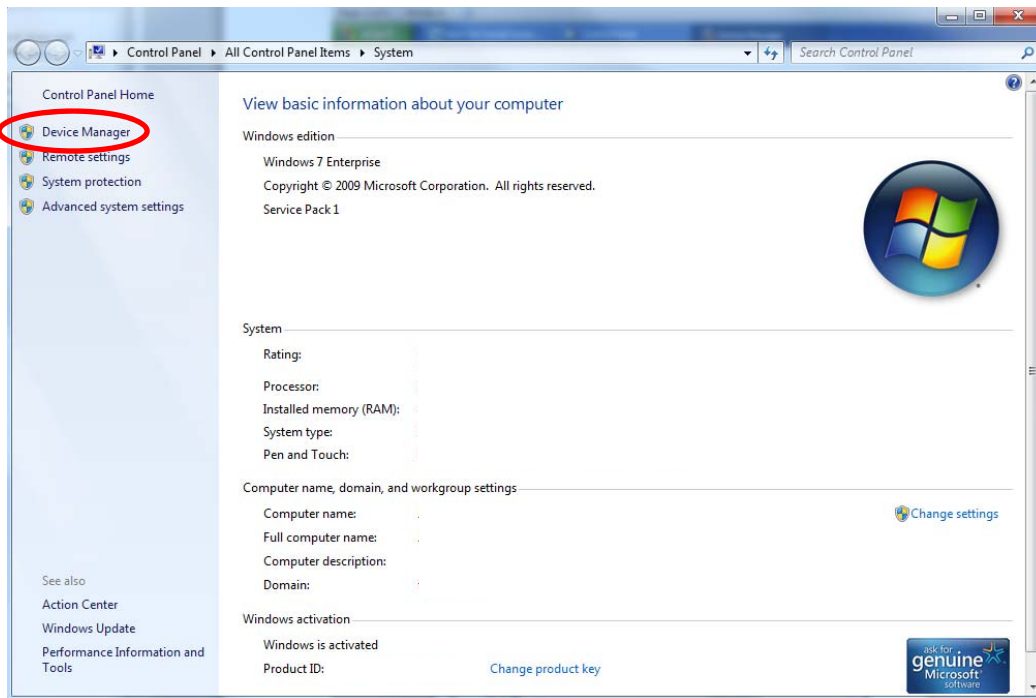 Control Panel ▸ All Control Panel Items ▸ System
Search Control Panel
Control Panel Home
Device Manager
Remote settings
System protection
Advanced system settings
See also
Action Center
Windows Update
Performance Information and
Tools
View basic information about your computer
Windows edition
Windows 7 Enterprise
Copyright © 2009 Microsoft Corporation. All rights reserved.
Service Pack 1
System
Rating:
Processor:
Installed memory (RAM):
System type:
Pen and Touch:
Computer name, domain, and workgroup settings
Computer name:
Change settings
Full computer name:
Computer description:
Domain:
Windows activation
Windows is activated
Product ID:
Change product key
ask for
genuine
Microsoft
software